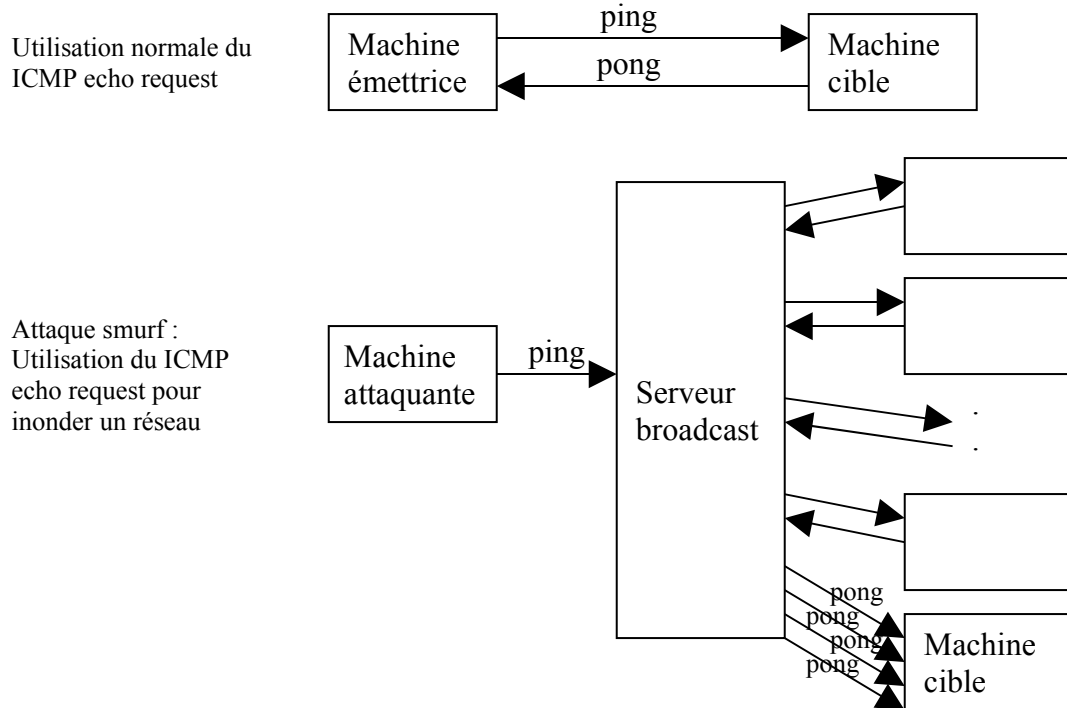 Utilisation normale du
ICMP echo request
Machine
émettrice
ping
pong
Machine
cible
Attaque smurf :
Utilisation du ICMP
echo request pour
inonder un réseau
Machine
attaquante
ping
Serveur
broadcast
.
.
pong
pong
pong
pong
Machine
cible